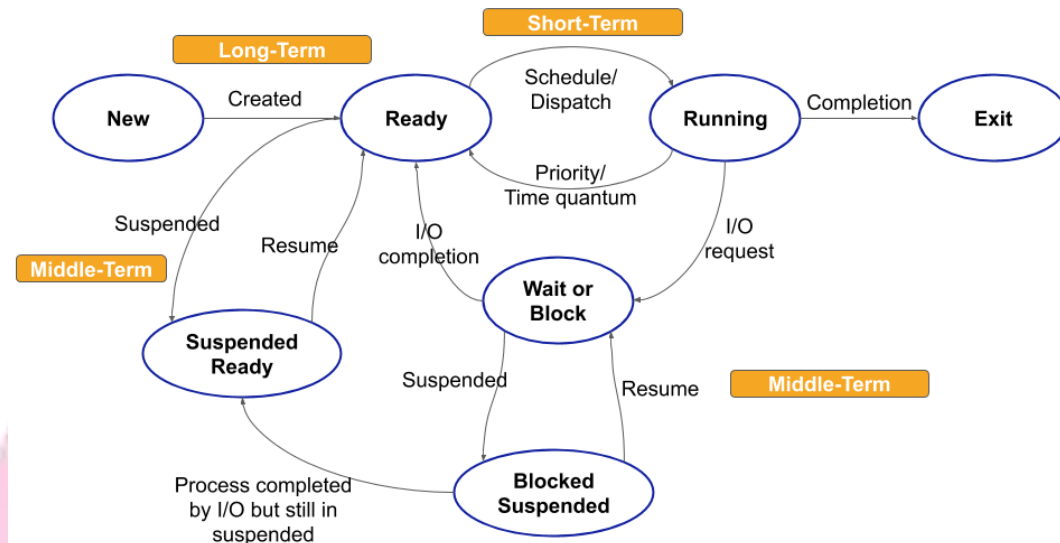 Short-Term
Long-Term
Created
Schedule/
Dispatch
Completion
New
Ready
Running
Exit
Priority/
Time quantum
Suspended
Resume
I/O
completion
I/O
request
Middle-Term
Wait or
Block
Suspended
Ready
Suspended
Resume
Middle-Term
Blocked
Suspended
Process completed
by I/O but still in
suspended